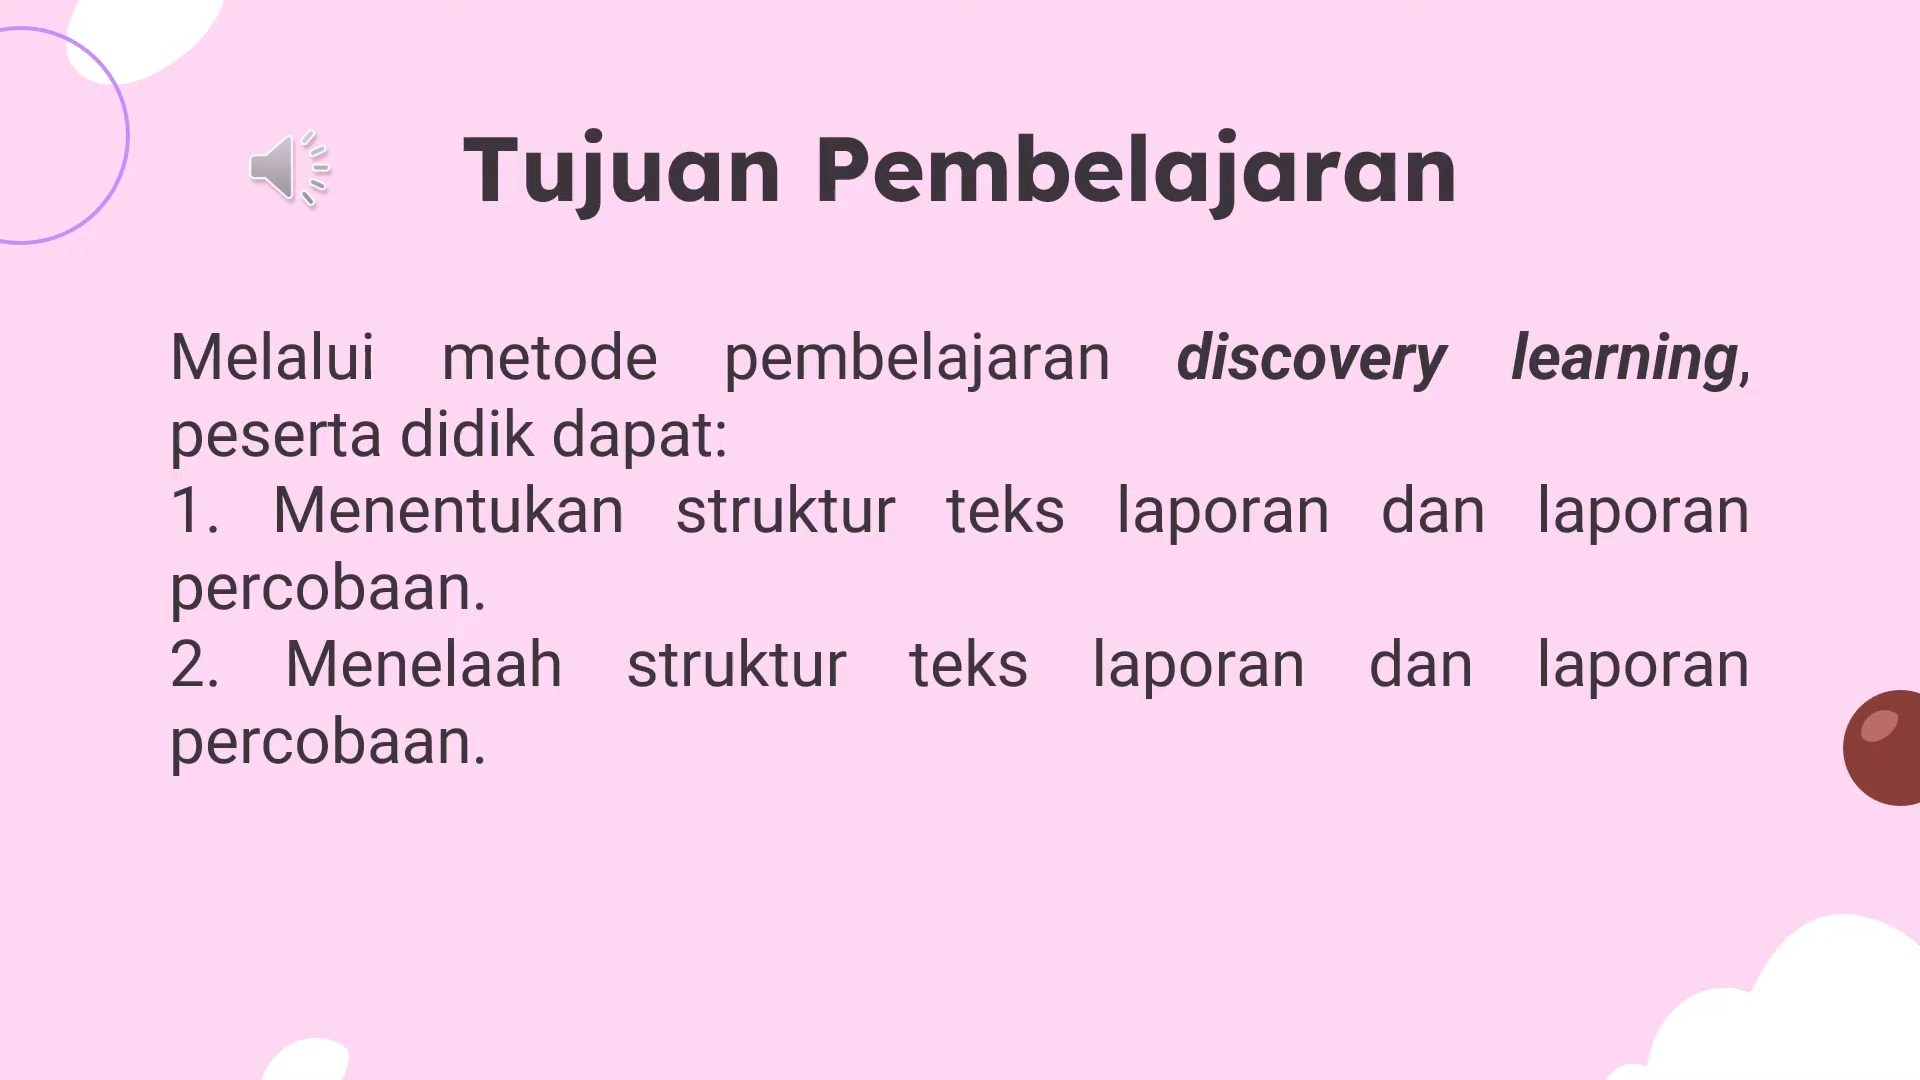 Tujuan Pembelajaran
Melalui metode pembelajaran discovery learning,
peserta didik dapat:
1. Menentukan struktur teks laporan dan laporan
percobaan.
2. Menelaah struktur teks laporan dan laporan
percobaan.